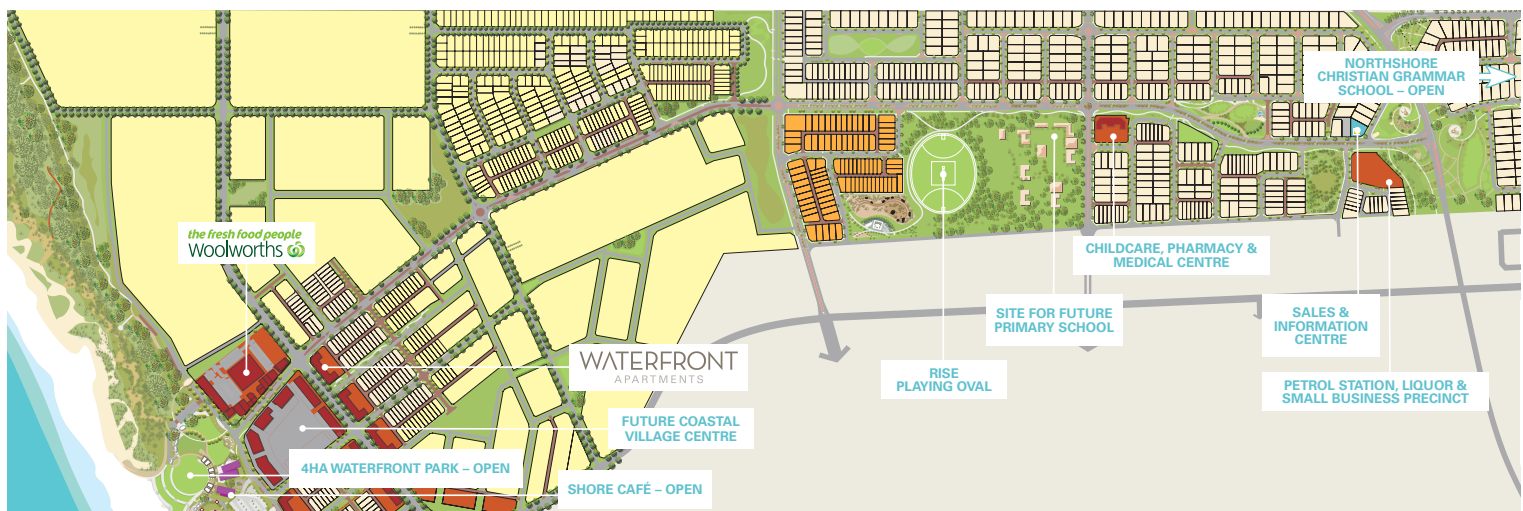 NORTHSHORE
CHRISTIAN GRAMMAR
SCHOOL – OPEN
the fresh food people
woolworths
CHILDCARE, PHARMACY &
MEDICAL CENTRE
SITE FOR FUTURE
PRIMARY SCHOOL
SALES &
INFORMATION
CENTRE
WATERFRONT
APARTMENTS
RISE
PLAYING OVAL
PETROL STATION, LIQUOR &
SMALL BUSINESS PRECINCT
FUTURE COASTAL
VILLAGE CENTRE
4HA WATERFRONT PARK – OPEN
SHORE CAFÉ – OPEN